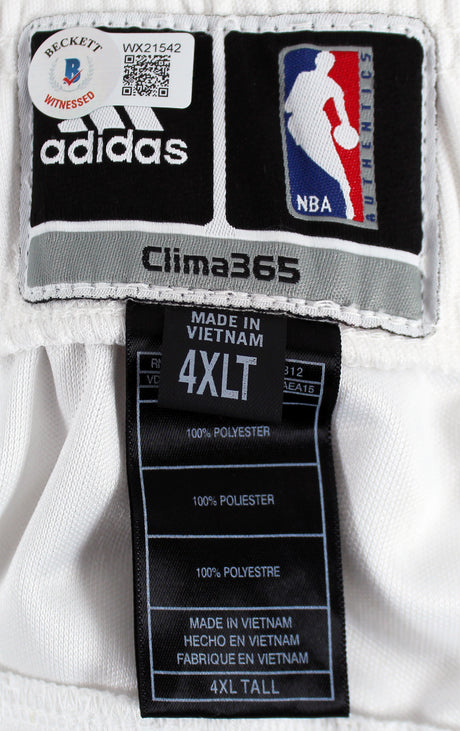 BECKETT
B
WITNESSED
WX21542
adidas
NBA
AUTHENTICS
Clima365
MADE IN
VIETNAM
4XLT
100% POLYESTER
100% POLIESTER
100% POLYESTRE
MADE IN VIETNAM
HECHO EN VIETNAM
FABRIQUE EN VIETNAM
4XL TALL